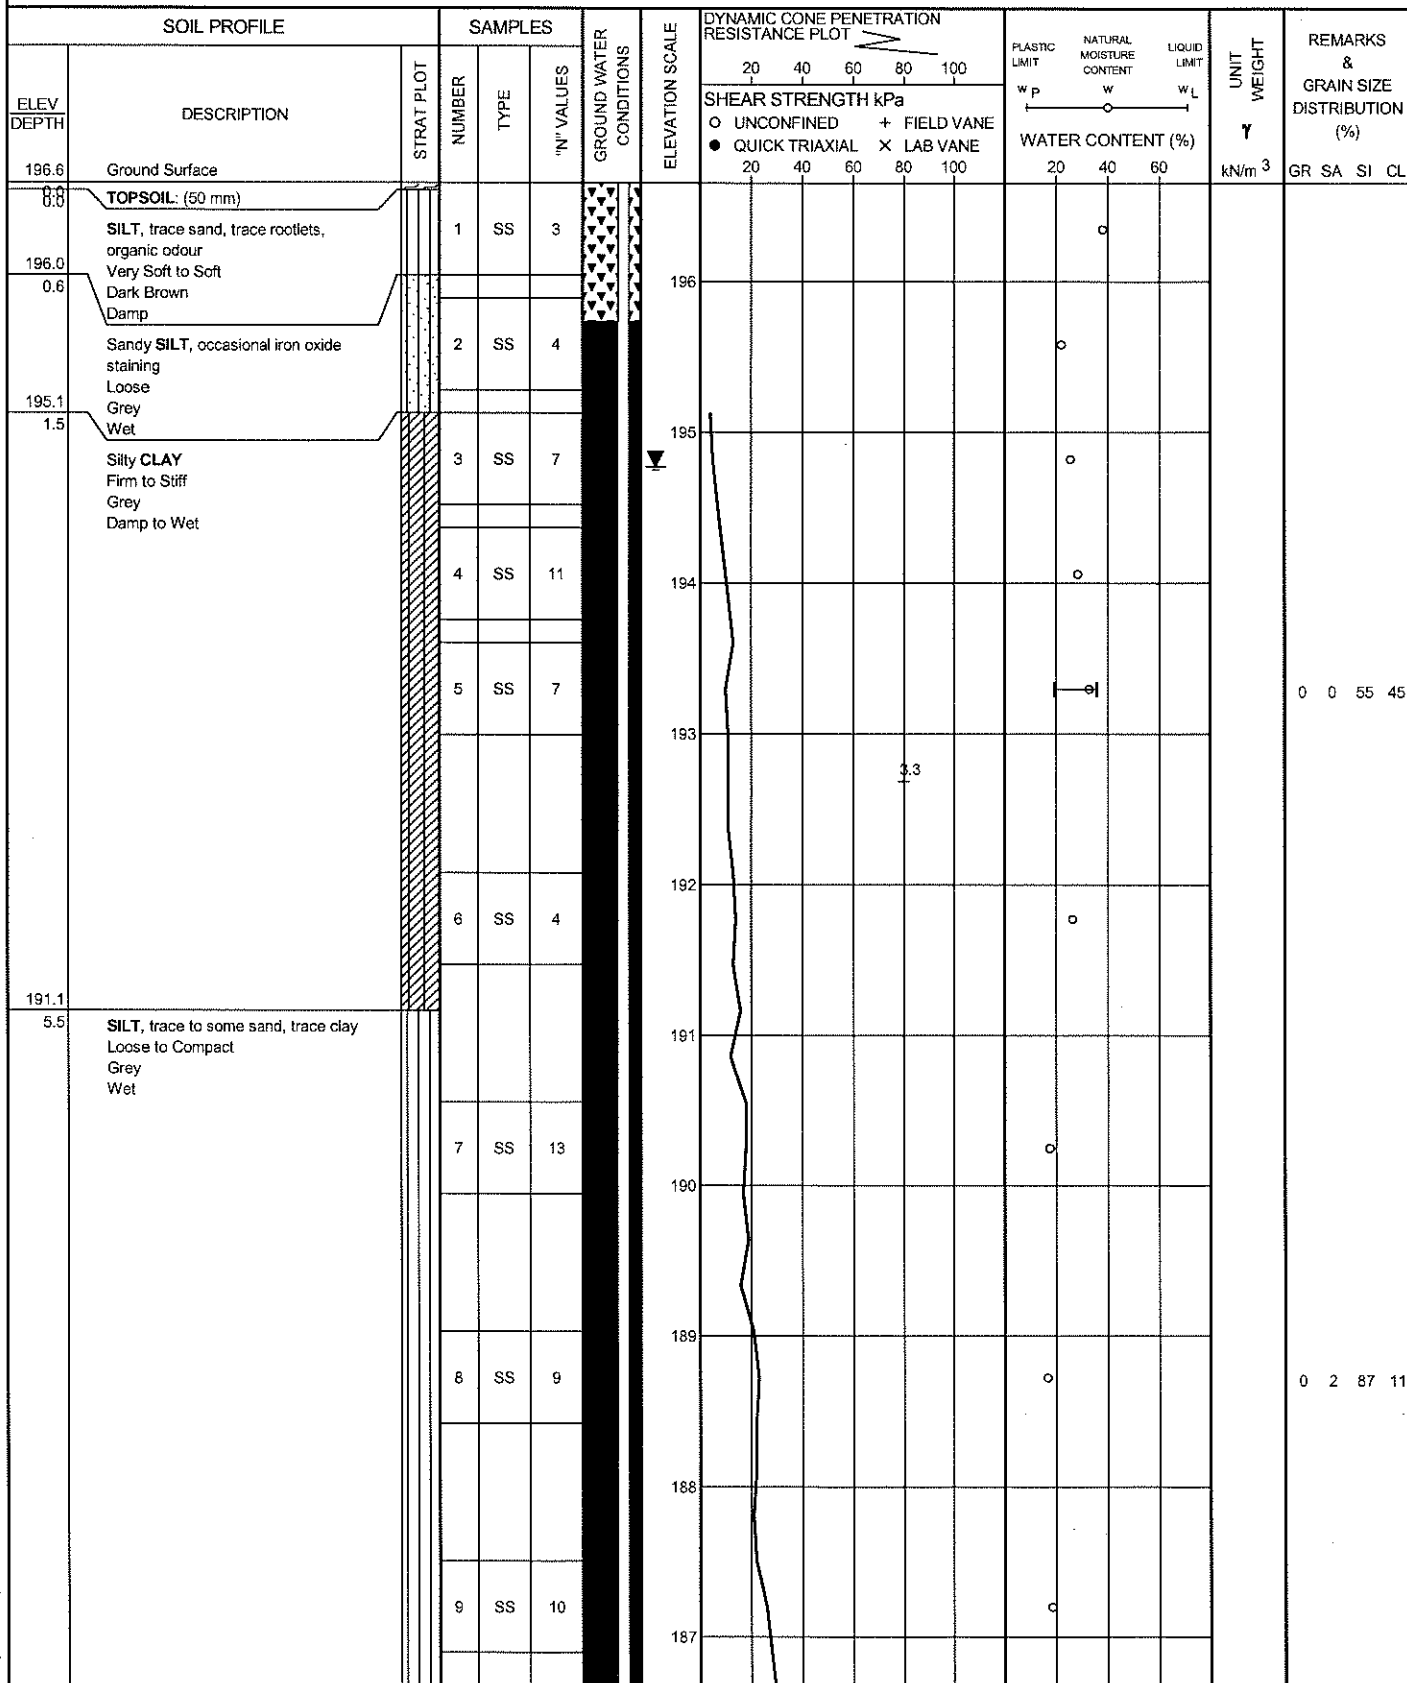 SOIL PROFILE
SAMPLES
GROUND WATER
CONDITIONS
ELEVATION SCALE
DYNAMIC CONE PENETRATION
RESISTANCE PLOT
20 40 60 80 100
PLASTIC
LIMIT
NATURAL
MOISTURE
CONTENT
LIQUID
LIMIT
W P
W
W L
WATER CONTENT (%)
20 40 60
UNIT
WEIGHT
γ
kN/m 3
REMARKS
&
GRAIN SIZE
DISTRIBUTION
(%)
GR SA SI CL
ELEV
DEPTH
DESCRIPTION
STRAT PLOT
NUMBER
TYPE
"N" VALUES
SHEAR STRENGTH kPa
O UNCONFINED + FIELD VANE
● QUICK TRIAXIAL × LAB VANE
196.6 Ground Surface
0.0
0.0
TOPSOIL: (50 mm)
SILT, trace sand, trace rootlets,
organic odour
Very Soft to Soft
Dark Brown
Damp
1 SS 3
196.0
0.6
196
Sandy SILT, occasional iron oxide
staining
Loose
Grey
Wet
2 SS 4
195.1
1.5
195
Silty CLAY
Firm to Stiff
Grey
Damp to Wet
3 SS 7
4 SS 11
194
5 SS 7
0 0 55 45
193
3.3
192
6 SS 4
191.1
5.5
191
SILT, trace to some sand, trace clay
Loose to Compact
Grey
Wet
7 SS 13
190
189
8 SS 9
0 2 87 11
188
9 SS 10
187